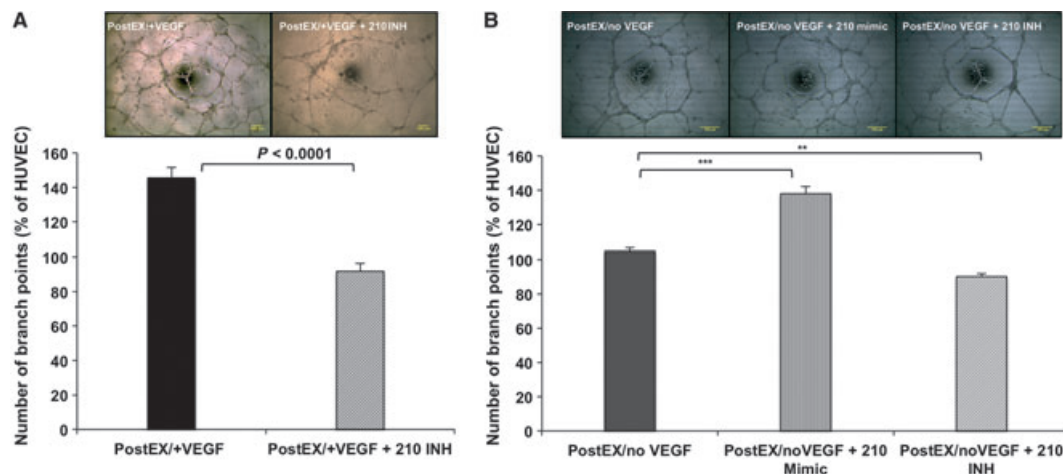 A
PostEX/+VEGF
PostEX/+VEGF + 210 INH
Number of branch points (% of HUVEC)
160
140
120
100
80
60
40
20
0
P < 0.0001
PostEX/+VEGF
PostEX/+VEGF + 210 INH
B
PostEX/no VEGF
PostEX/no VEGF + 210 mimic
PostEX/no VEGF + 210 INH
Number of branch points (% of HUVEC)
160
140
120
100
80
60
40
20
0
**
***
PostEX/no VEGF
PostEX/noVEGF + 210
Mimic
PostEX/noVEGF + 210
INH